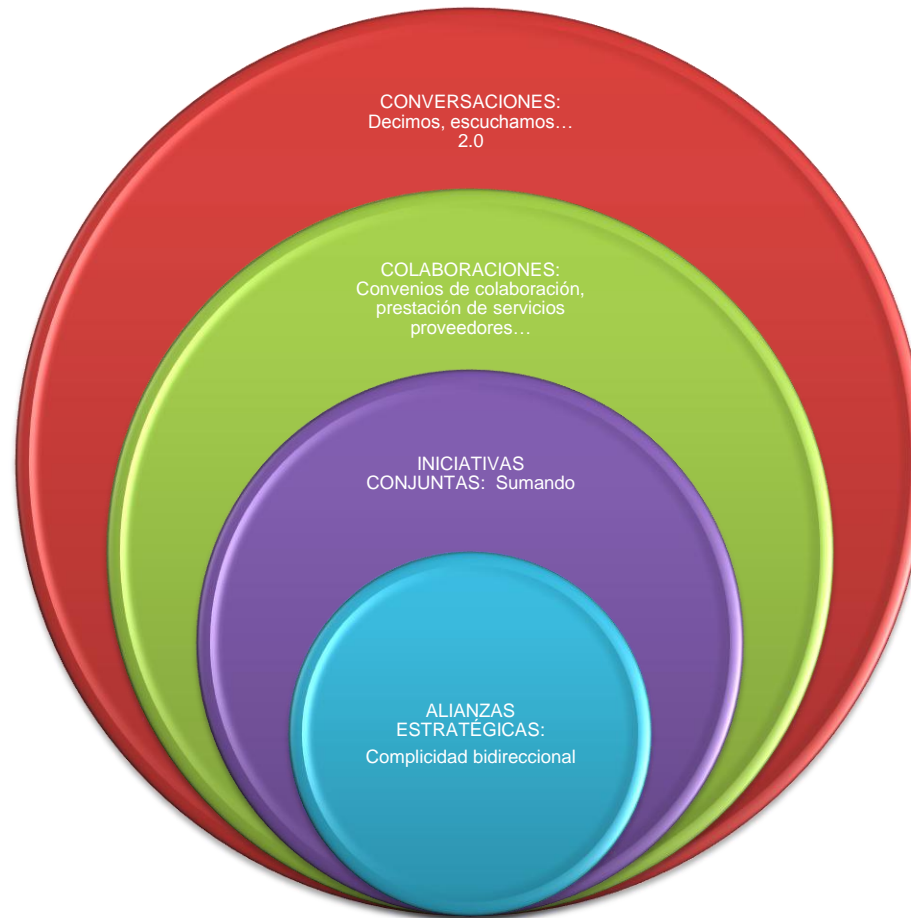 CONVERSACIONES:
Decimos, escuchamos…
2.0
COLABORACIONES:
Convenios de colaboración,
prestación de servicios
proveedores…
INICIATIVAS
CONJUNTAS:  Sumando
ALIANZAS
ESTRATÉGICAS:
Complicidad bidireccional